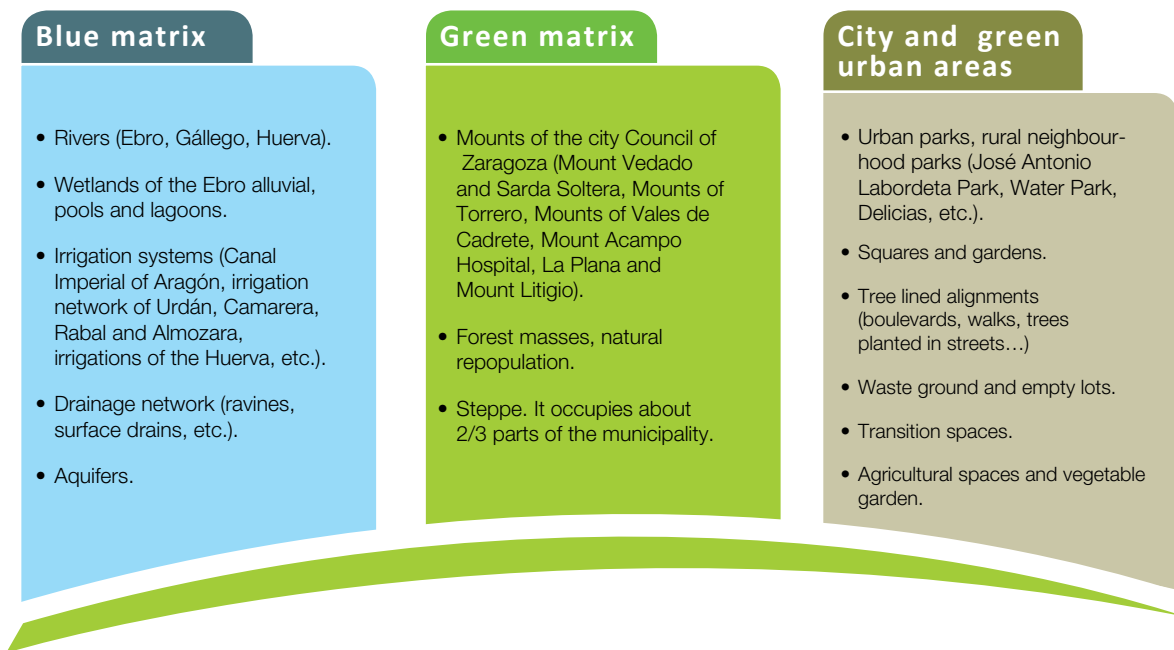 Blue matrix
• Rivers (Ebro, Gállego, Huerva).
• Wetlands of the Ebro alluvial,
pools and lagoons.
• Irrigation systems (Canal
Imperial of Aragón, irrigation
network of Urdán, Camarera,
Rabal and Almozara,
irrigations of the Huerva, etc.).
• Drainage network (ravines,
surface drains, etc.).
• Aquifers.
Green matrix
• Mounts of the city Council of
Zaragoza (Mount Vedado
and Sarda Soltera, Mounts of
Torrero, Mounts of Vales de
Cadrete, Mount Acampo
Hospital, La Plana and
Mount Litigio).
• Forest masses, natural
repopulation.
• Steppe. It occupies about
2/3 parts of the municipality.
City and green
urban areas
• Urban parks, rural neighbour-
hood parks (José Antonio
Labordeta Park, Water Park,
Delicias, etc.).
• Squares and gardens.
• Tree lined alignments
(boulevards, walks, trees
planted in streets…)
• Waste ground and empty lots.
• Transition spaces.
• Agricultural spaces and vegetable
garden.